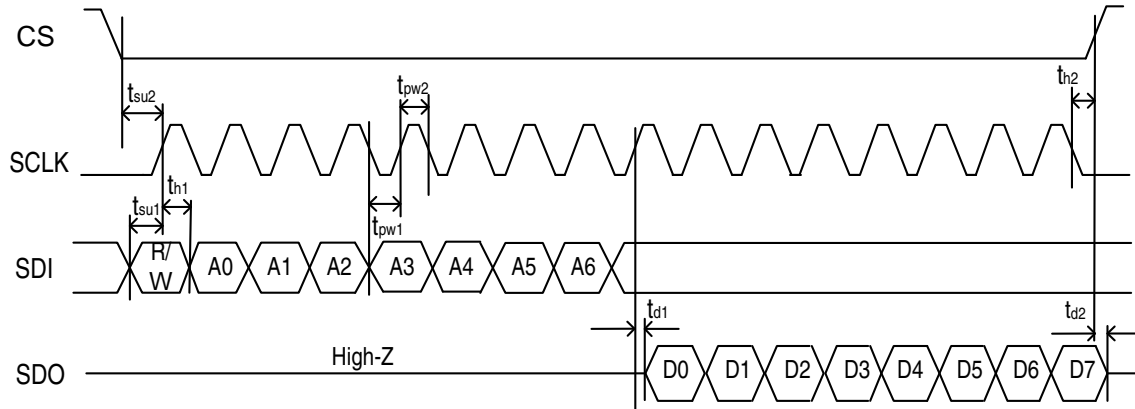 CS
tsu2
tpw2
th2
SCLK
tsu1
th1
tpw1
SDI
R/
W
A0
A1
A2
A3
A4
A5
A6
td1
td2
High-Z
SDO
D0
D1
D2
D3
D4
D5
D6
D7